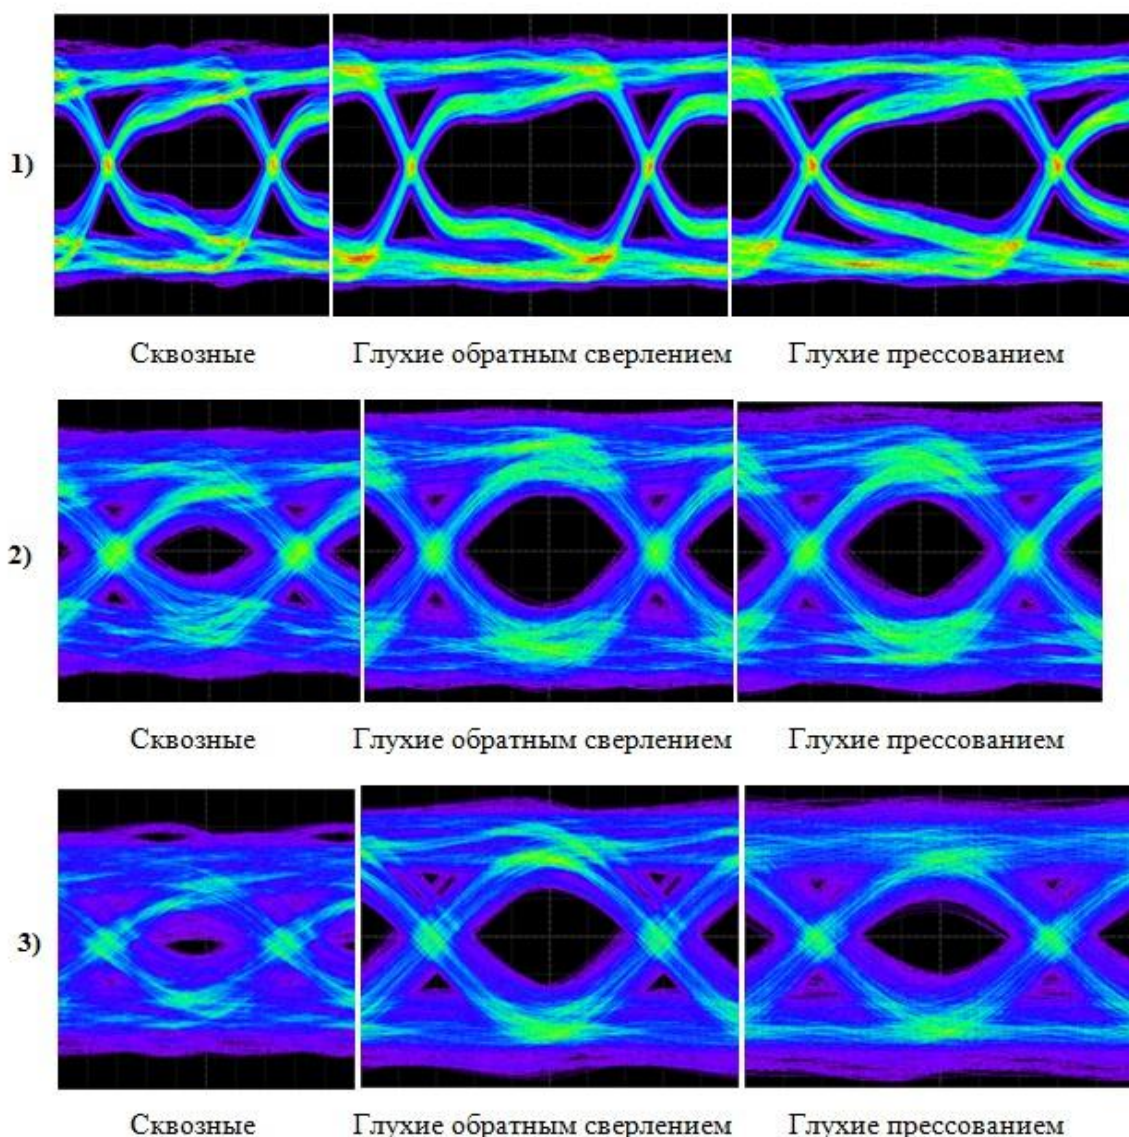 1)
Сквозные Глухие обратным сверлением Глухие прессованием
2)
Сквозные Глухие обратным сверлением Глухие прессованием
3)
Сквозные Глухие обратным сверлением Глухие прессованием